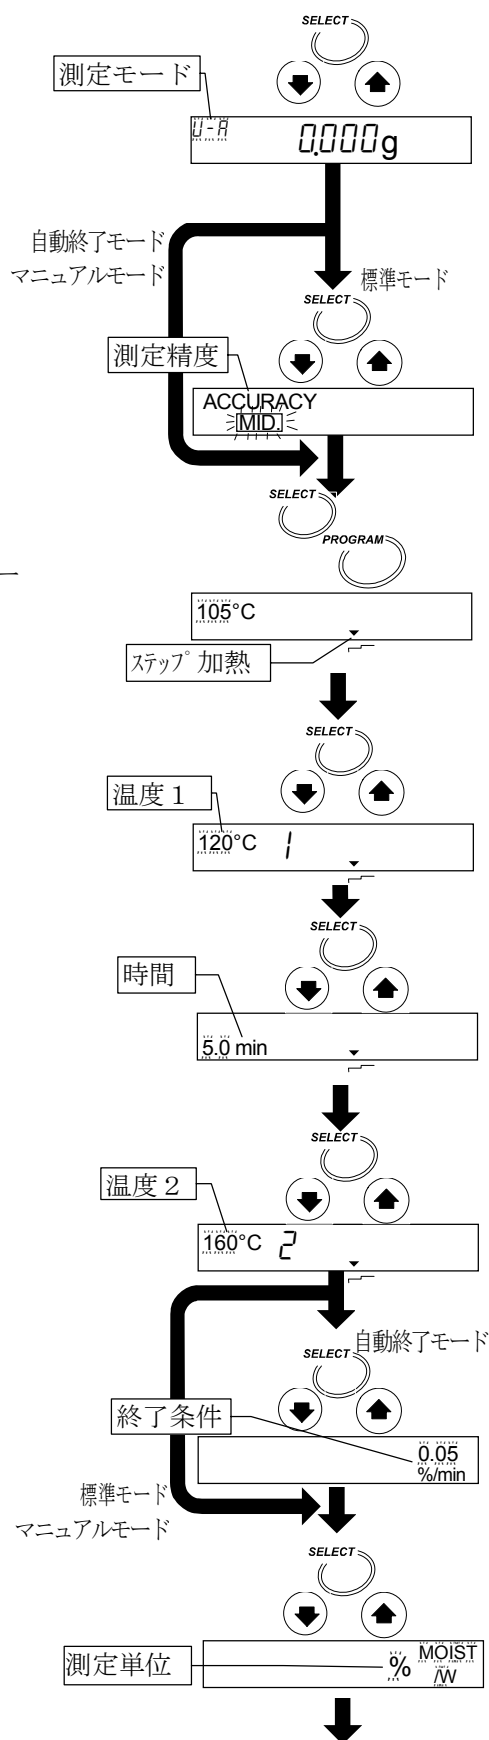 SELECT
測定モード
U-A 0.000g
自動終了モード
マニュアルモード
標準モード
SELECT
測定精度
ACCURACY
MID.
SELECT
PROGRAM
ー
105°C
ステップ 加熱
SELECT
温度1
120°C 1
SELECT
時間
5.0 min
SELECT
温度2
160°C 2
自動終了モード
SELECT
終了条件
0.05
%/min
標準モード
マニュアルモード
SELECT
測定単位
% MOIST
/W